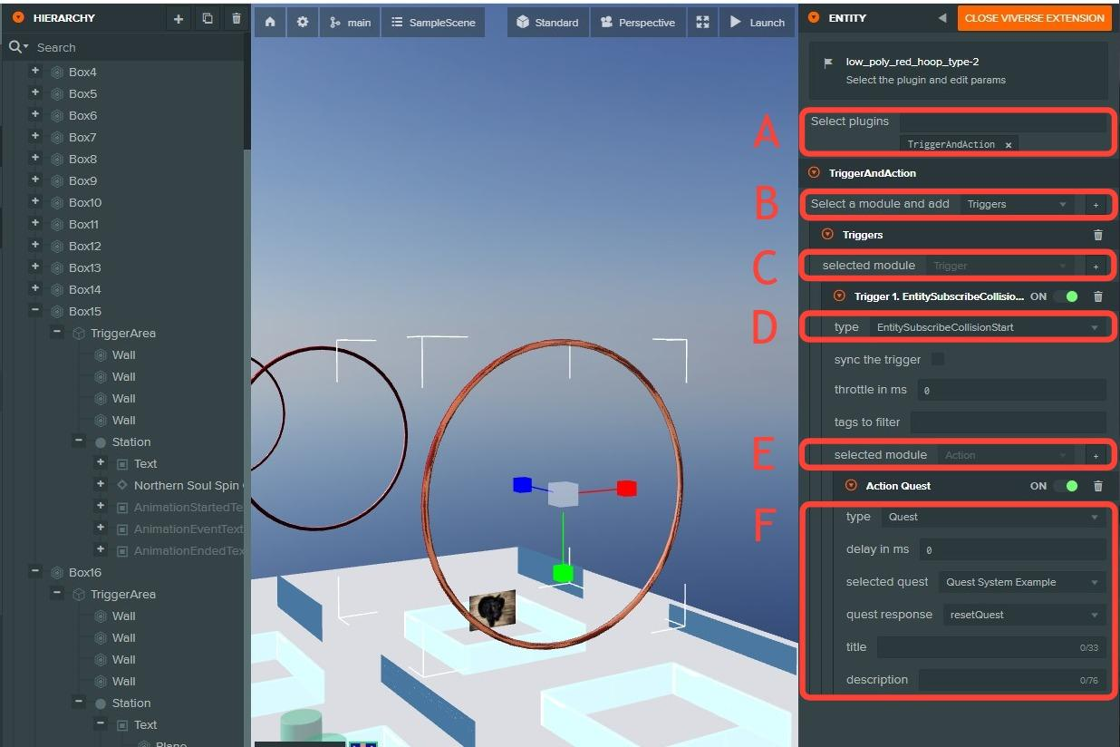 HIERARCHY
Search
Box4
Box5
Box6
Box7
Box8
Box9
Box10
Box11
Box12
Box13
Box14
Box15
TriggerArea
Wall
Wall
Wall
Wall
Station
Text
Northern Soul Spin
AnimationStartedTe
AnimationEventText
AnimationEndedTex
Box16
TriggerArea
Wall
Wall
Wall
Wall
Station
Text
Plane
main
SampleScene
Standard
Perspective
Launch
A
B
C
D
E
F
ENTITY
CLOSE VIVERSE EXTENSION
low_poly_red_hoop_type-2
Select the plugin and edit params
Select plugins
TriggerAndAction ×
TriggerAndAction
Select a module and add Triggers +
Triggers
selected module Trigger +
Trigger 1. EntitySubscribeCollisio... ON
type EntitySubscribeCollisionStart
sync the trigger
throttle in ms 0
tags to filter
selected module Action +
Action Quest ON
type Quest
delay in ms 0
selected quest Quest System Example
quest response resetQuest
title 0/33
description 0/76